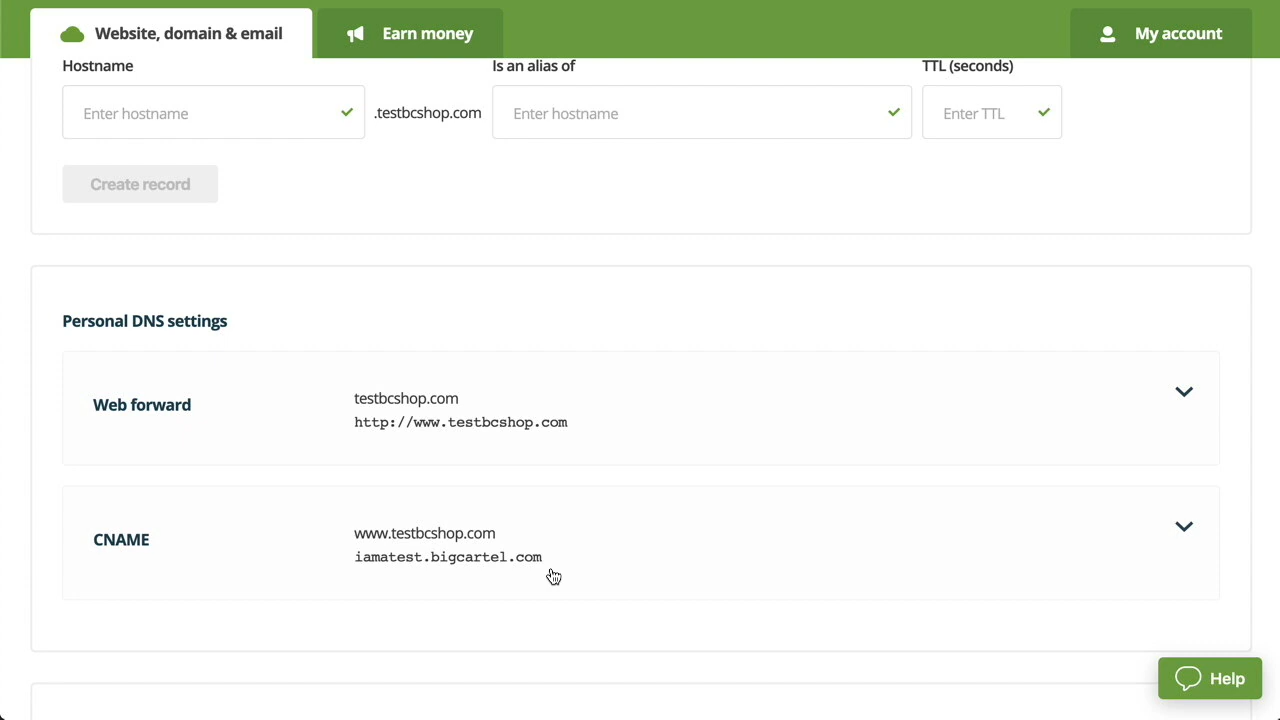 Website, domain & email
Earn money
My account
Hostname
Is an alias of
TTL (seconds)
Enter hostname
.testbcshop.com
Enter hostname
Enter TTL
Create record
Personal DNS settings
Web forward
testbcshop.com
http://www.testbcshop.com
CNAME
www.testbcshop.com
iamatest.bigcartel.com
Help